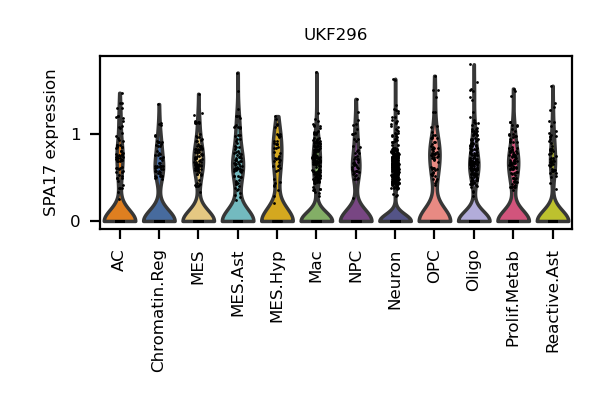 UKF296
SPA17 expression
1
0
AC
Chromatin.Reg
MES
MES.Ast
MES.Hyp
Mac
NPC
Neuron
OPC
Oligo
Prolif.Metab
Reactive.Ast